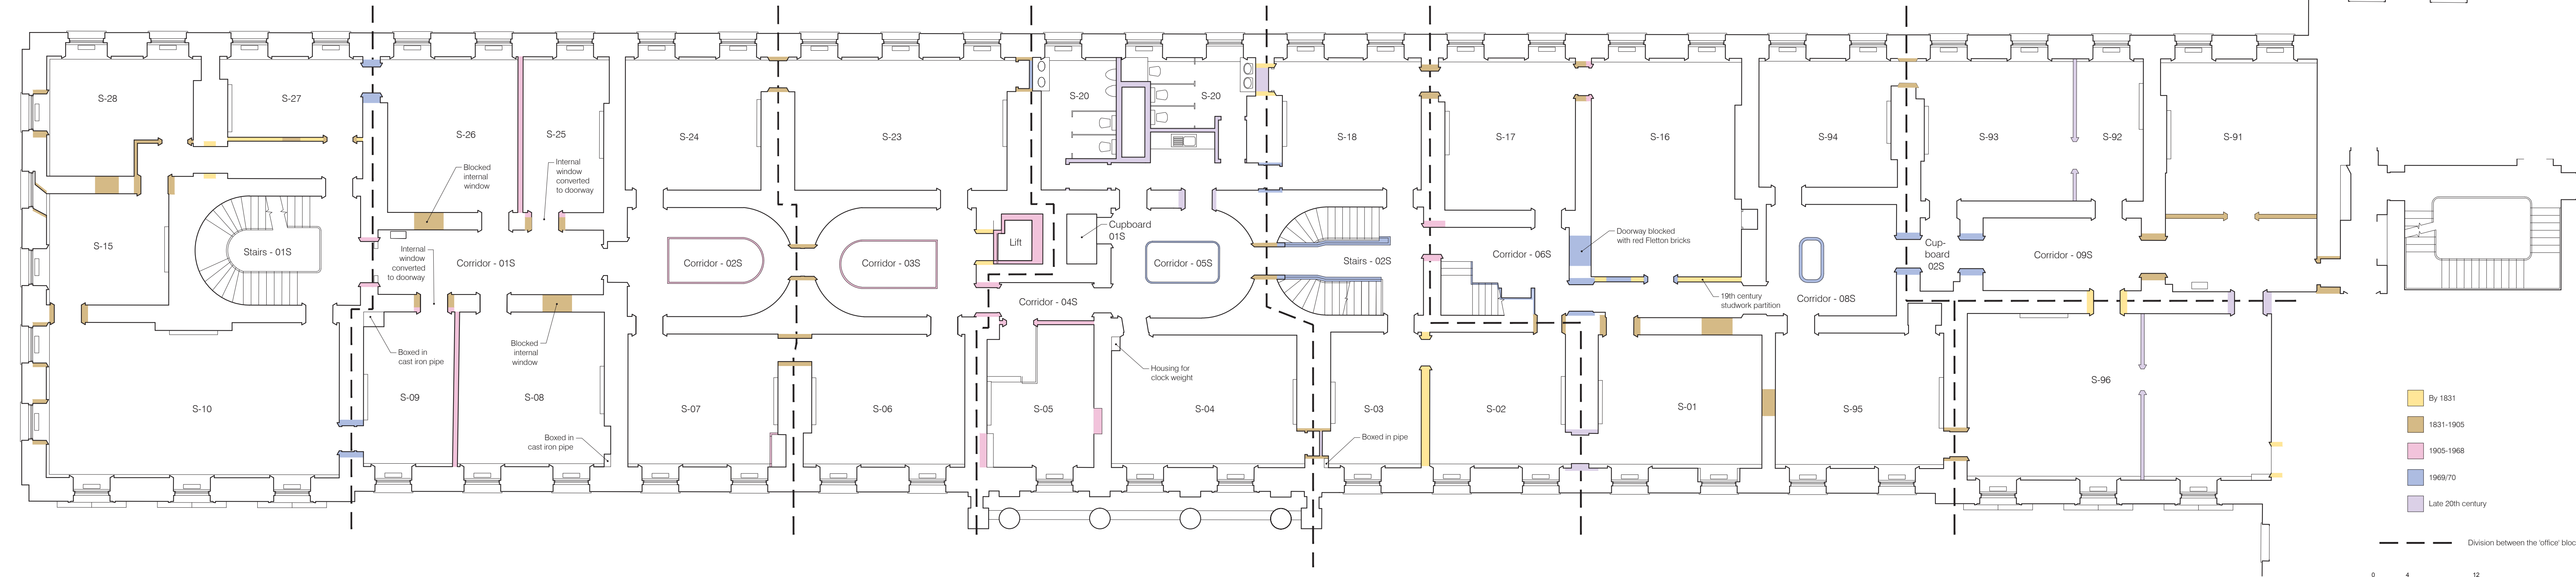 S-28
S-27
S-26
S-25
S-24
S-23
S-20
S-20
S-18
S-17
S-16
S-94
S-93
S-92
S-91
Blocked
internal
window
Internal
window
converted
to doorway
S-15
Stairs - 01S
Internal
window
converted
to doorway
Corridor - 01S
Corridor - 02S
Corridor - 03S
Lift
Cupboard
01S
Corridor - 05S
Stairs - 02S
Corridor - 06S
Doorway blocked
with red Fletton bricks
Cup-
board
02S
Corridor - 09S
Corridor - 04S
19th century
studwork partition
Corridor - 08S
Boxed in
cast iron pipe
Blocked
internal
window
Housing for
clock weight
S-10
S-09
S-08
S-07
S-06
S-05
S-04
S-03
S-02
S-01
S-95
S-96
Boxed in
cast iron pipe
Boxed in pipe
By 1831
1831-1905
1905-1968
1969/70
Late 20th century
Division between the 'office' bloc
0 4 12